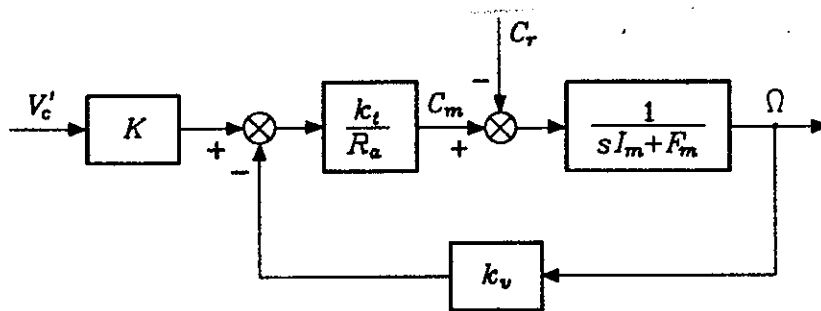 C_r
−
V_c'
K
+
−
k_t
R_a
C_m
+
1
sI_m+F_m
Ω
k_v